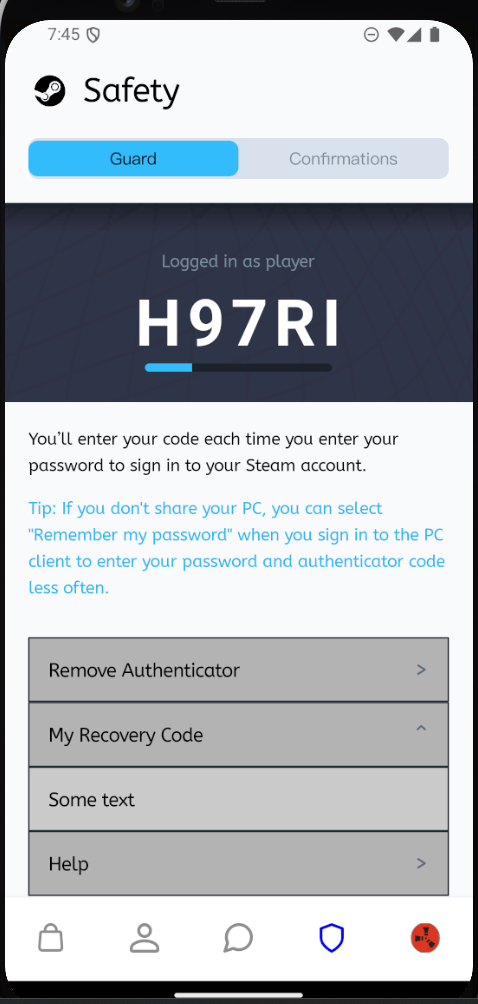 7:45
Safety
Guard
Confirmations
Logged in as player
H97RI
You'll enter your code each time you enter your
password to sign in to your Steam account.
Tip: If you don't share your PC, you can select
"Remember my password" when you sign in to the PC
client to enter your password and authenticator code
less often.
Remove Authenticator
My Recovery Code
Some text
Help